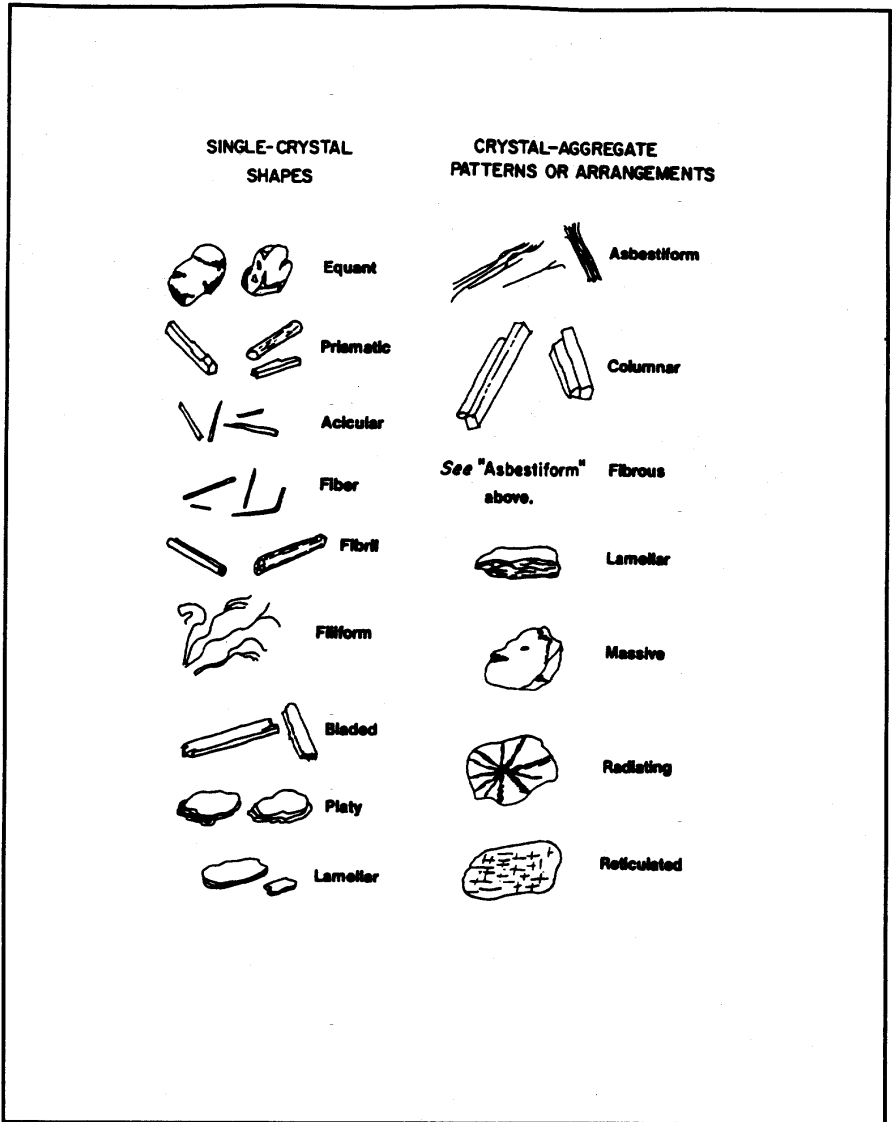 SINGLE-CRYSTAL
SHAPES
Equant
Prismatic
Acicular
Fiber
Fibril
Filiform
Bladed
Platy
Lamellar
CRYSTAL-AGGREGATE
PATTERNS OR ARRANGEMENTS
Asbestiform
Columnar
See "Asbestiform" Fibrous
above.
Lamellar
Massive
Radiating
Reticulated